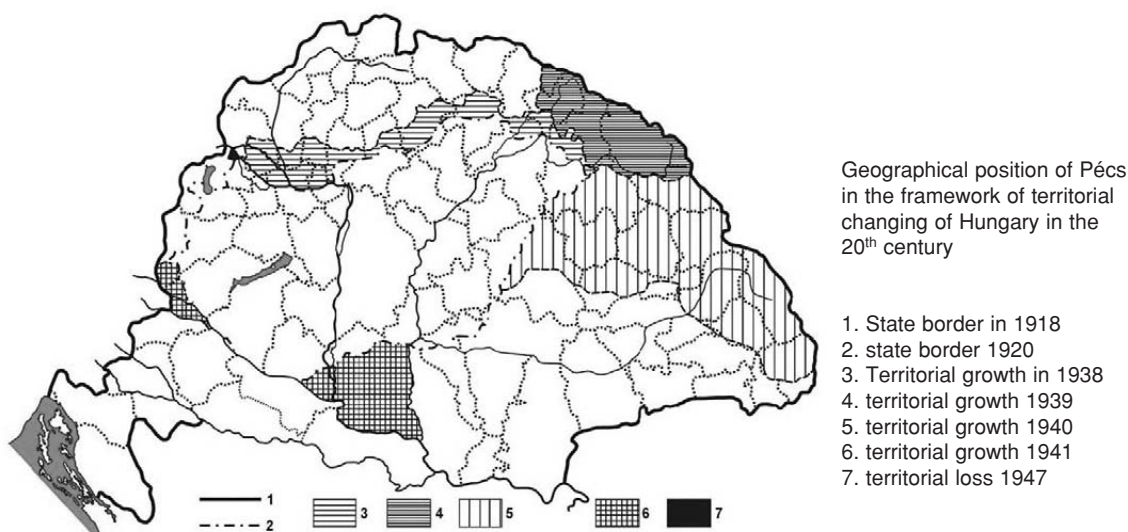 Geographical position of Pécs
in the framework of territorial
changing of Hungary in the
20th century
1. State border in 1918
2. state border 1920
3. Territorial growth in 1938
4. territorial growth 1939
5. territorial growth 1940
6. territorial growth 1941
7. territorial loss 1947
1
2
3
4
5
6
7